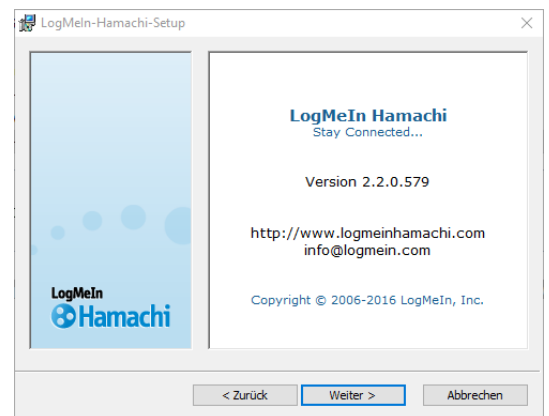 LogMeIn-Hamachi-Setup
LogMeIn Hamachi
Stay Connected...
Version 2.2.0.579
http://www.logmeinhamachi.com
info@logmein.com
Copyright © 2006-2016 LogMeIn, Inc.
LogMeIn
Hamachi
< Zurück
Weiter >
Abbrechen